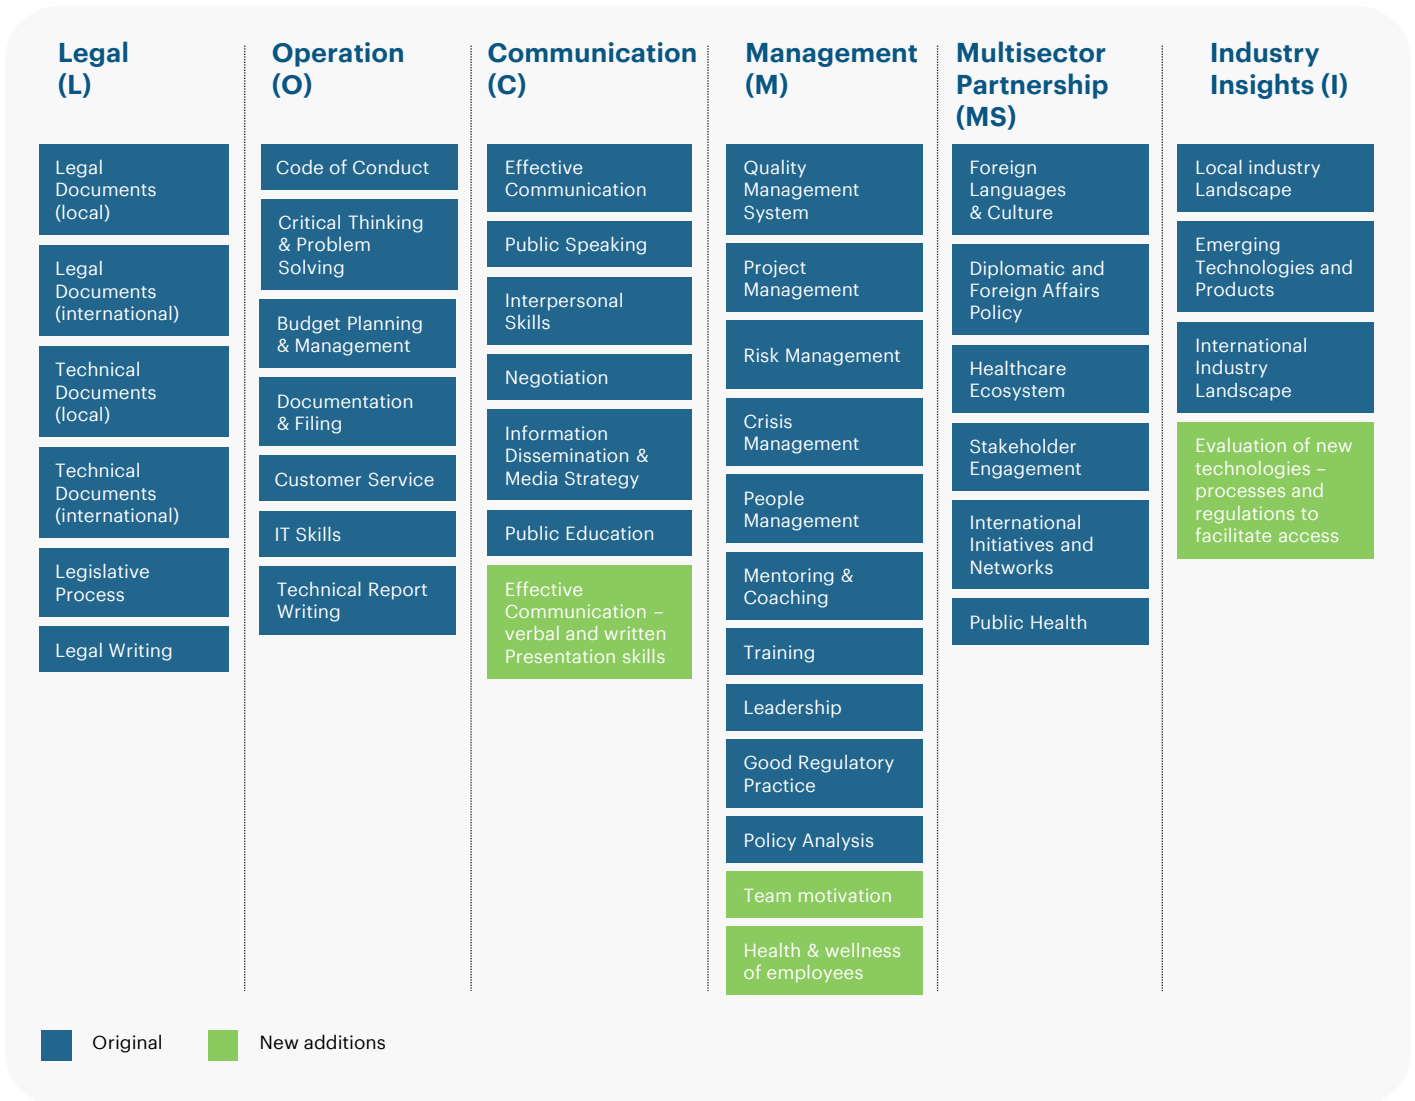 Legal
(L)
Legal
Documents
(local)
Legal
Documents
(international)
Technical
Documents
(local)
Technical
Documents
(international)
Legislative
Process
Legal Writing
Operation
(O)
Code of Conduct
Critical Thinking
& Problem
Solving
Budget Planning
& Management
Documentation
& Filing
Customer Service
IT Skills
Technical Report
Writing
Communication
(C)
Effective
Communication
Public Speaking
Interpersonal
Skills
Negotiation
Information
Dissemination &
Media Strategy
Public Education
Effective
Communication –
verbal and written
Presentation skills
Management
(M)
Quality
Management
System
Project
Management
Risk Management
Crisis
Management
People
Management
Mentoring &
Coaching
Training
Leadership
Good Regulatory
Practice
Policy Analysis
Team motivation
Health & wellness
of employees
Multisector
Partnership
(MS)
Foreign
Languages
& Culture
Diplomatic and
Foreign Affairs
Policy
Healthcare
Ecosystem
Stakeholder
Engagement
International
Initiatives and
Networks
Public Health
Industry
Insights (I)
Local industry
Landscape
Emerging
Technologies and
Products
International
Industry
Landscape
Evaluation of new
technologies –
processes and
regulations to
facilitate access
Original
New additions